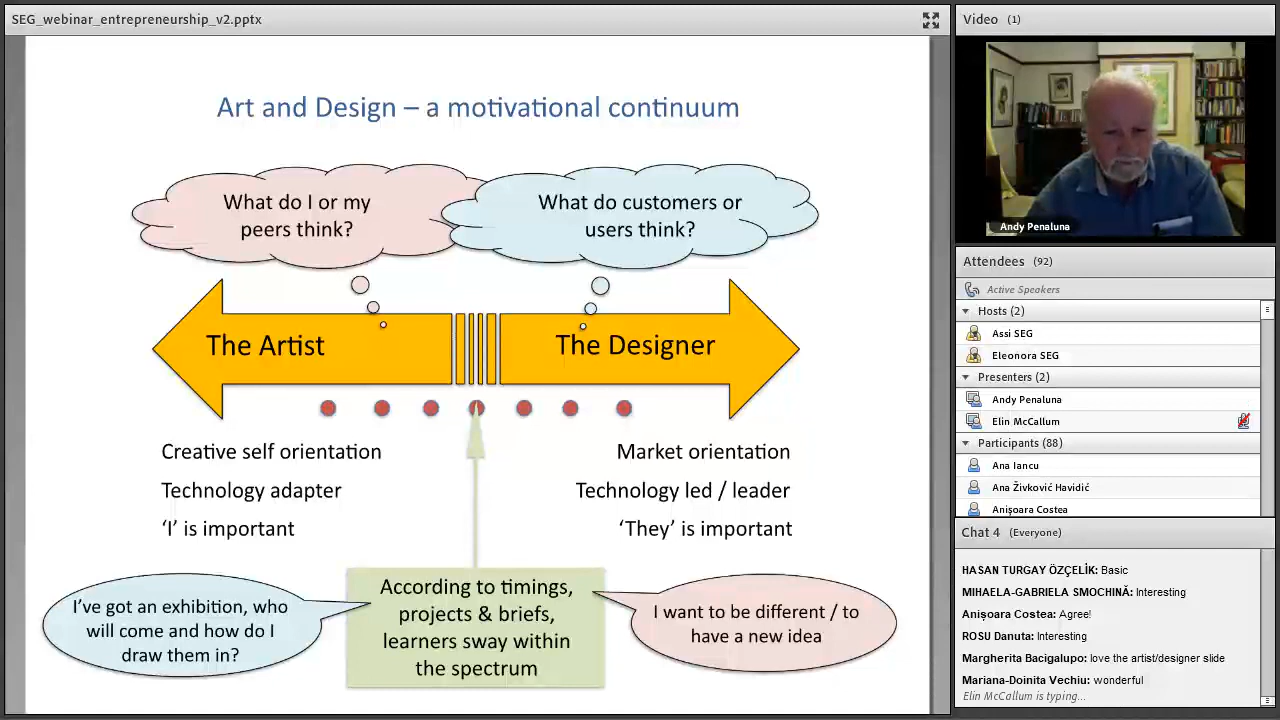 SEG_webinar_entrepreneurship_v2.pptx
Art and Design – a motivational continuum
What do I or my
peers think?
What do customers or
users think?
The Artist
The Designer
Creative self orientation
Technology adapter
‘I’ is important
Market orientation
Technology led / leader
‘They’ is important
I’ve got an exhibition, who
will come and how do I
draw them in?
According to timings,
projects & briefs,
learners sway within
the spectrum
I want to be different / to
have a new idea
Video (1)
Andy Penaluna
Attendees (92)
Active Speakers
Hosts (2)
Assi SEG
Eleonora SEG
Presenters (2)
Andy Penaluna
Elin McCallum
Participants (88)
Ana Iancu
Ana Živković Havidić
Anişoara Costea
Chat 4 (Everyone)
HASAN TURGAY ÖZÇELİK: Basic
MIHAELA-GABRIELA SMOCHINĂ: Interesting
Anişoara Costea: Agree!
ROSU Danuta: Interesting
Margherita Bacigalupo: love the artist/designer slide
Mariana-Doinita Vechiu: wonderful
Elin McCallum is typing...